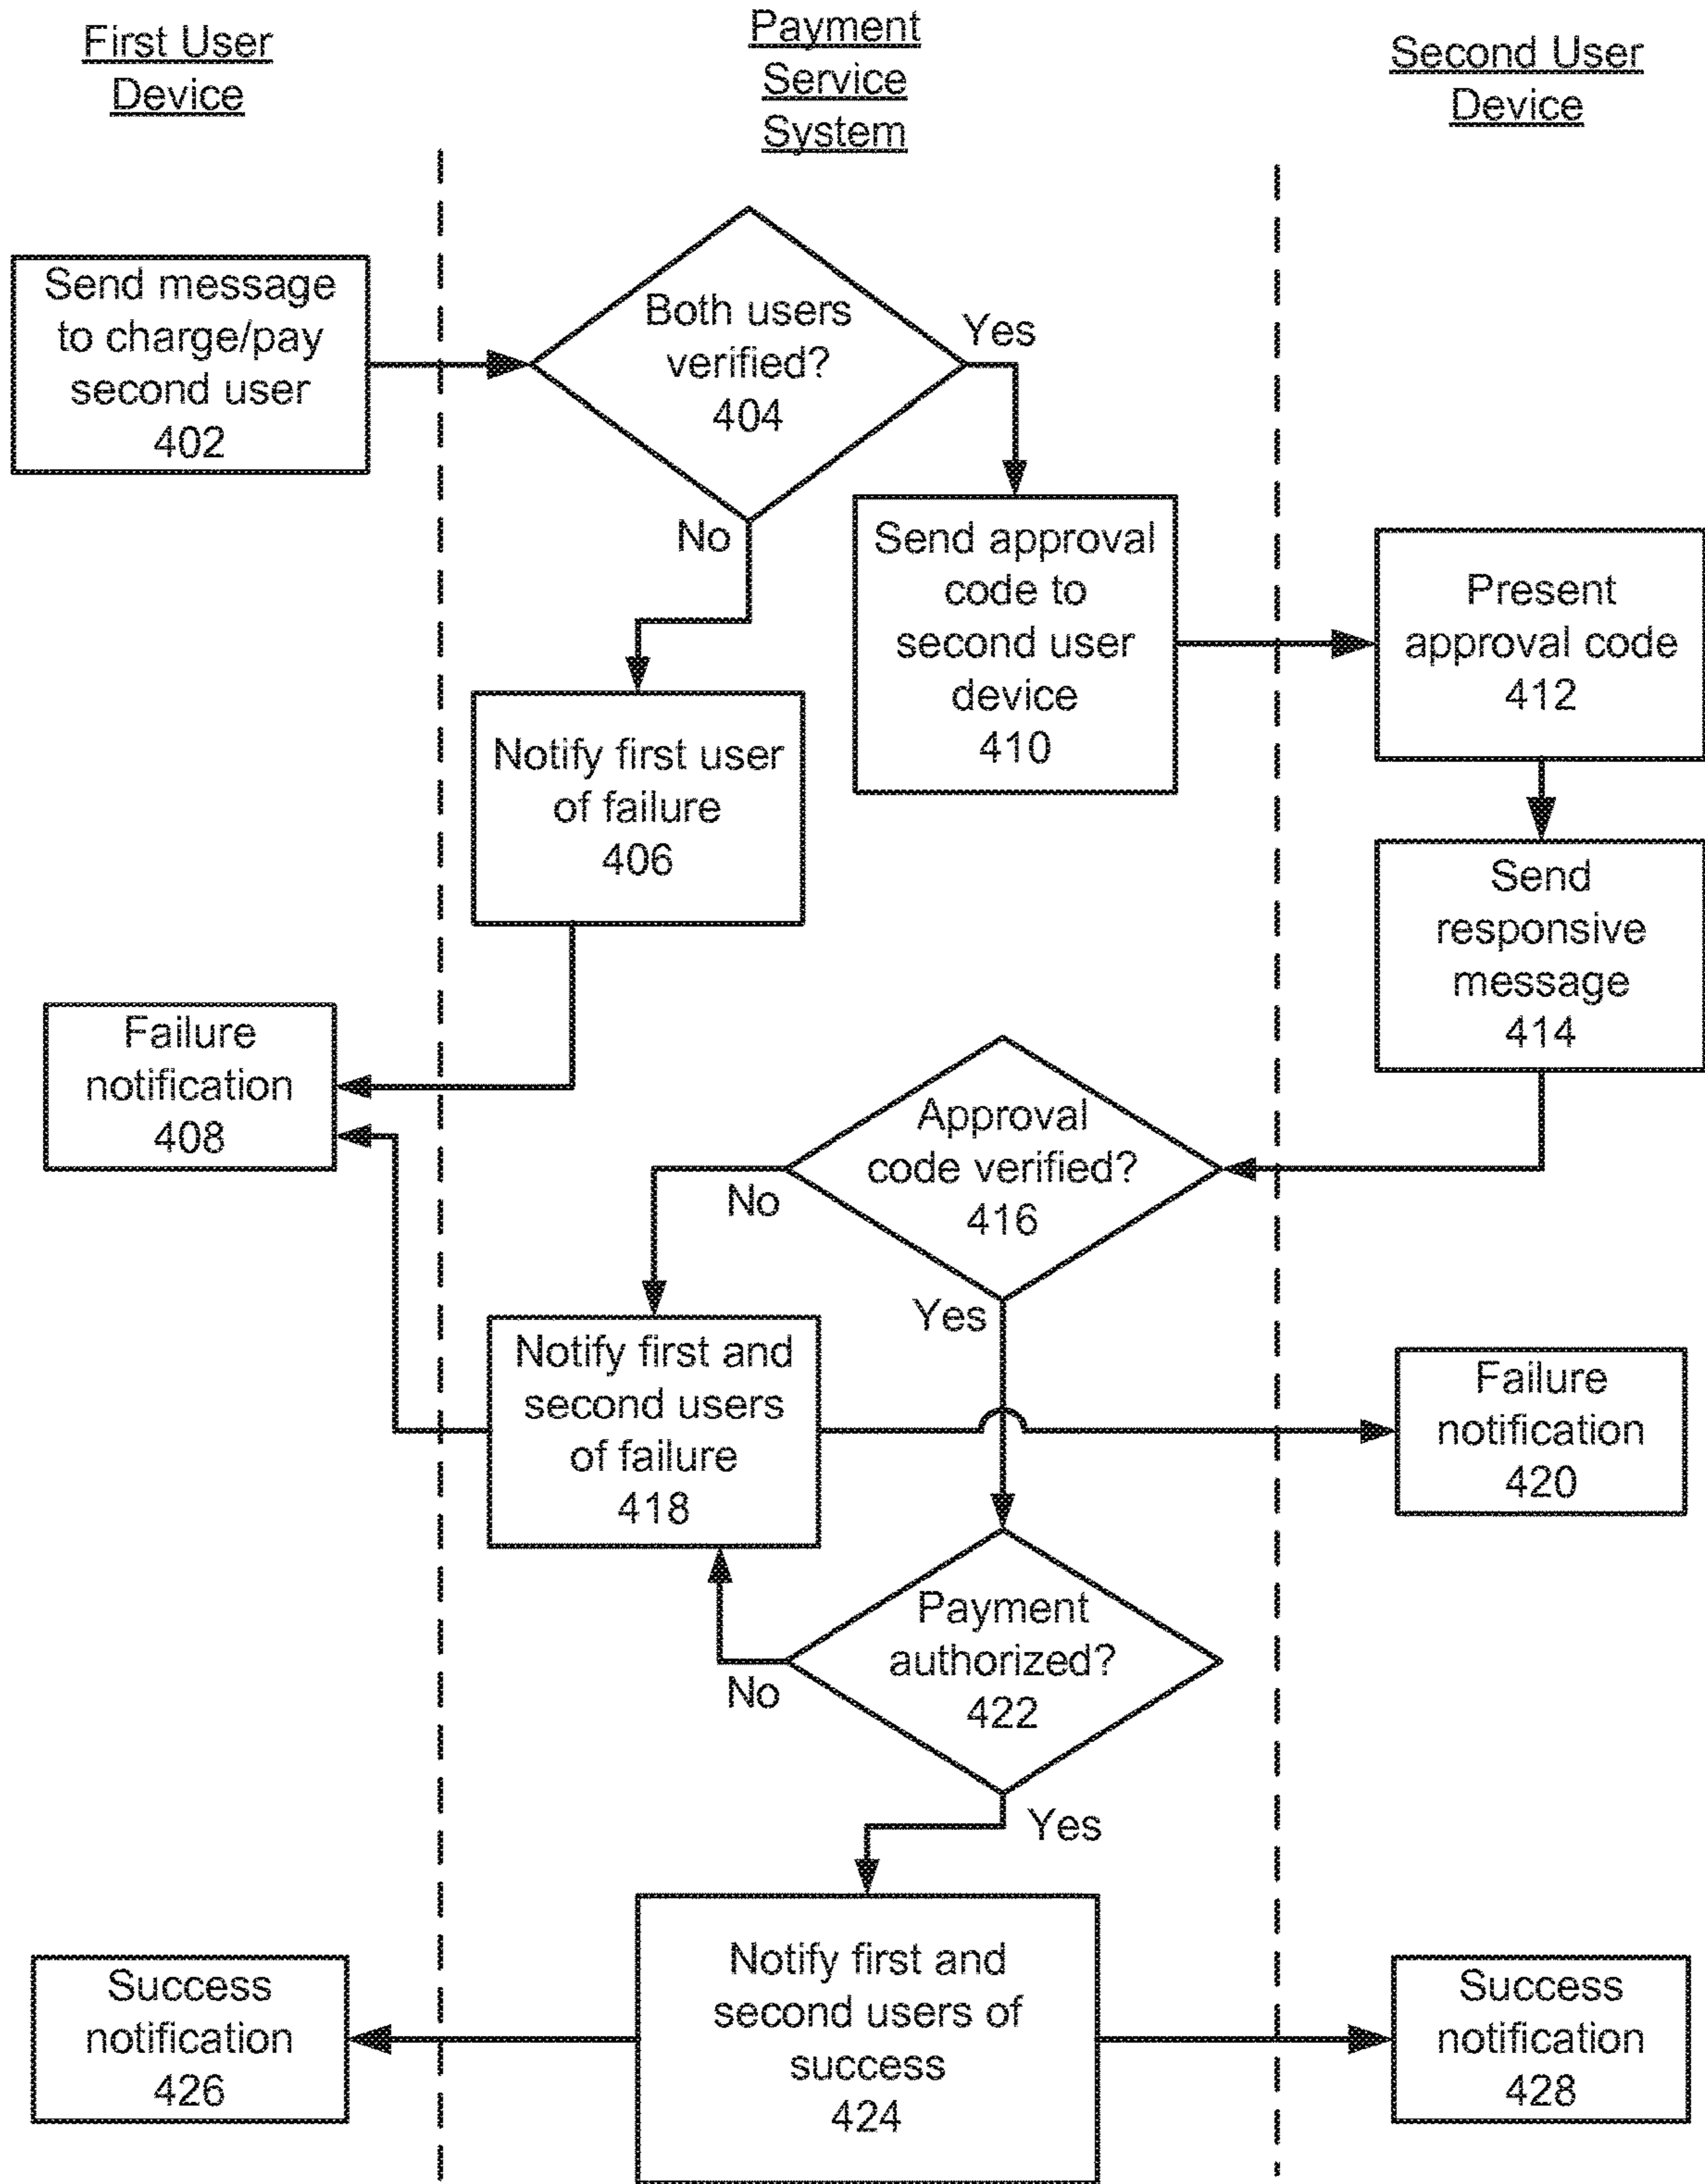 First User
Device
Payment
Service
System
Second User
Device
Send message
to charge/pay
second user
402
Both users
verified?
404
Yes
No
Send approval
code to
second user
device
410
Present
approval code
412
Notify first user
of failure
406
Send
responsive
message
414
Failure
notification
408
Approval
code verified?
416
No
Yes
Notify first and
second users
of failure
418
Failure
notification
420
Payment
authorized?
422
No
Yes
Success
notification
426
Notify first and
second users of
success
424
Success
notification
428